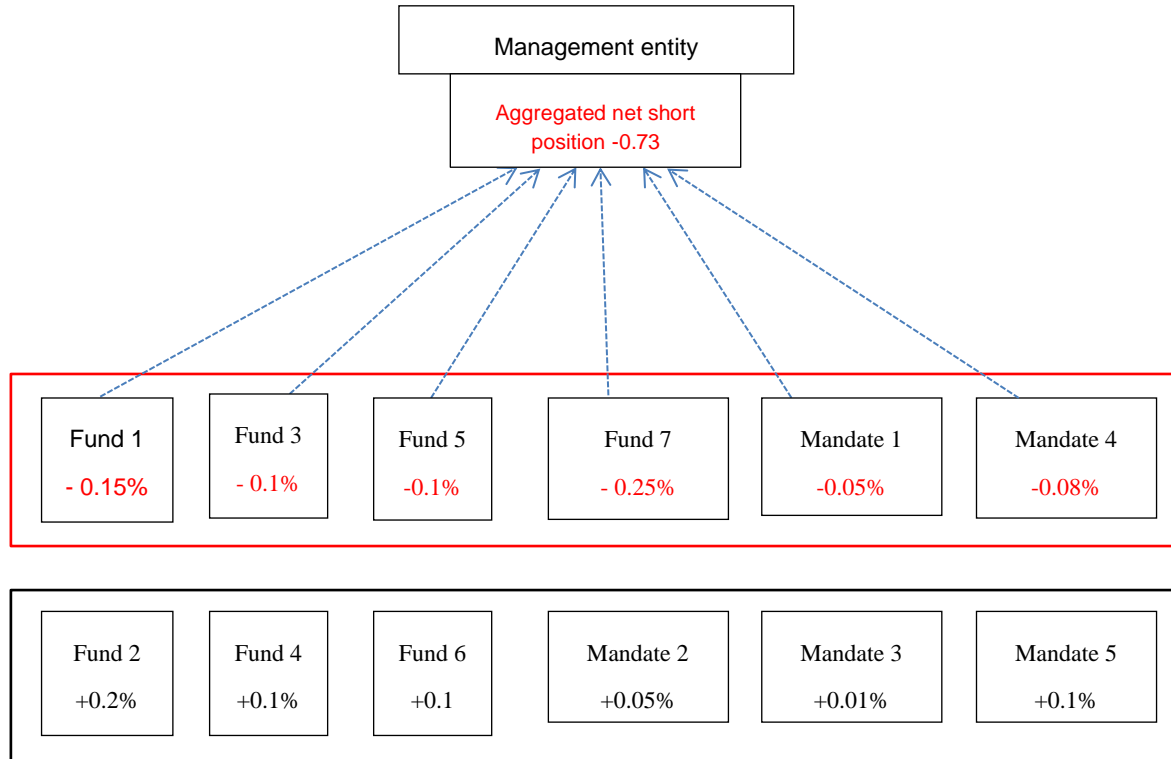 Management entity
Aggregated net short
position -0.73
Fund 1
- 0.15%
Fund 3
- 0.1%
Fund 5
-0.1%
Fund 7
- 0.25%
Mandate 1
-0.05%
Mandate 4
-0.08%
Fund 2
+0.2%
Fund 4
+0.1%
Fund 6
+0.1
Mandate 2
+0.05%
Mandate 3
+0.01%
Mandate 5
+0.1%